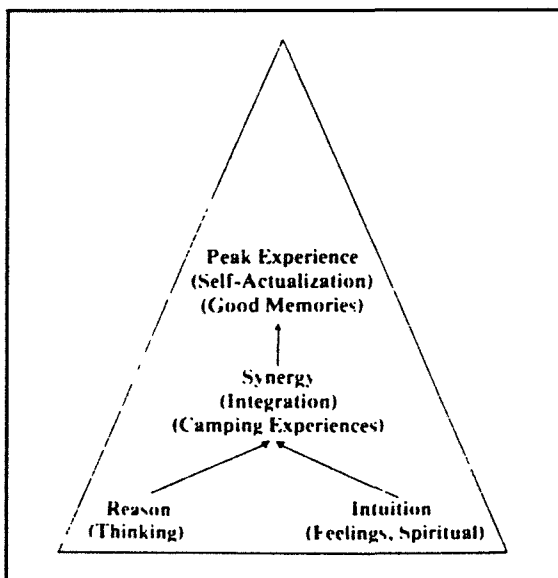 Peak Experience
(Self-Actualization)
(Good Memories)
Synergy
(Integration)
(Camping Experiences)
Reason
(Thinking)
Intuition
(Feelings, Spiritual)